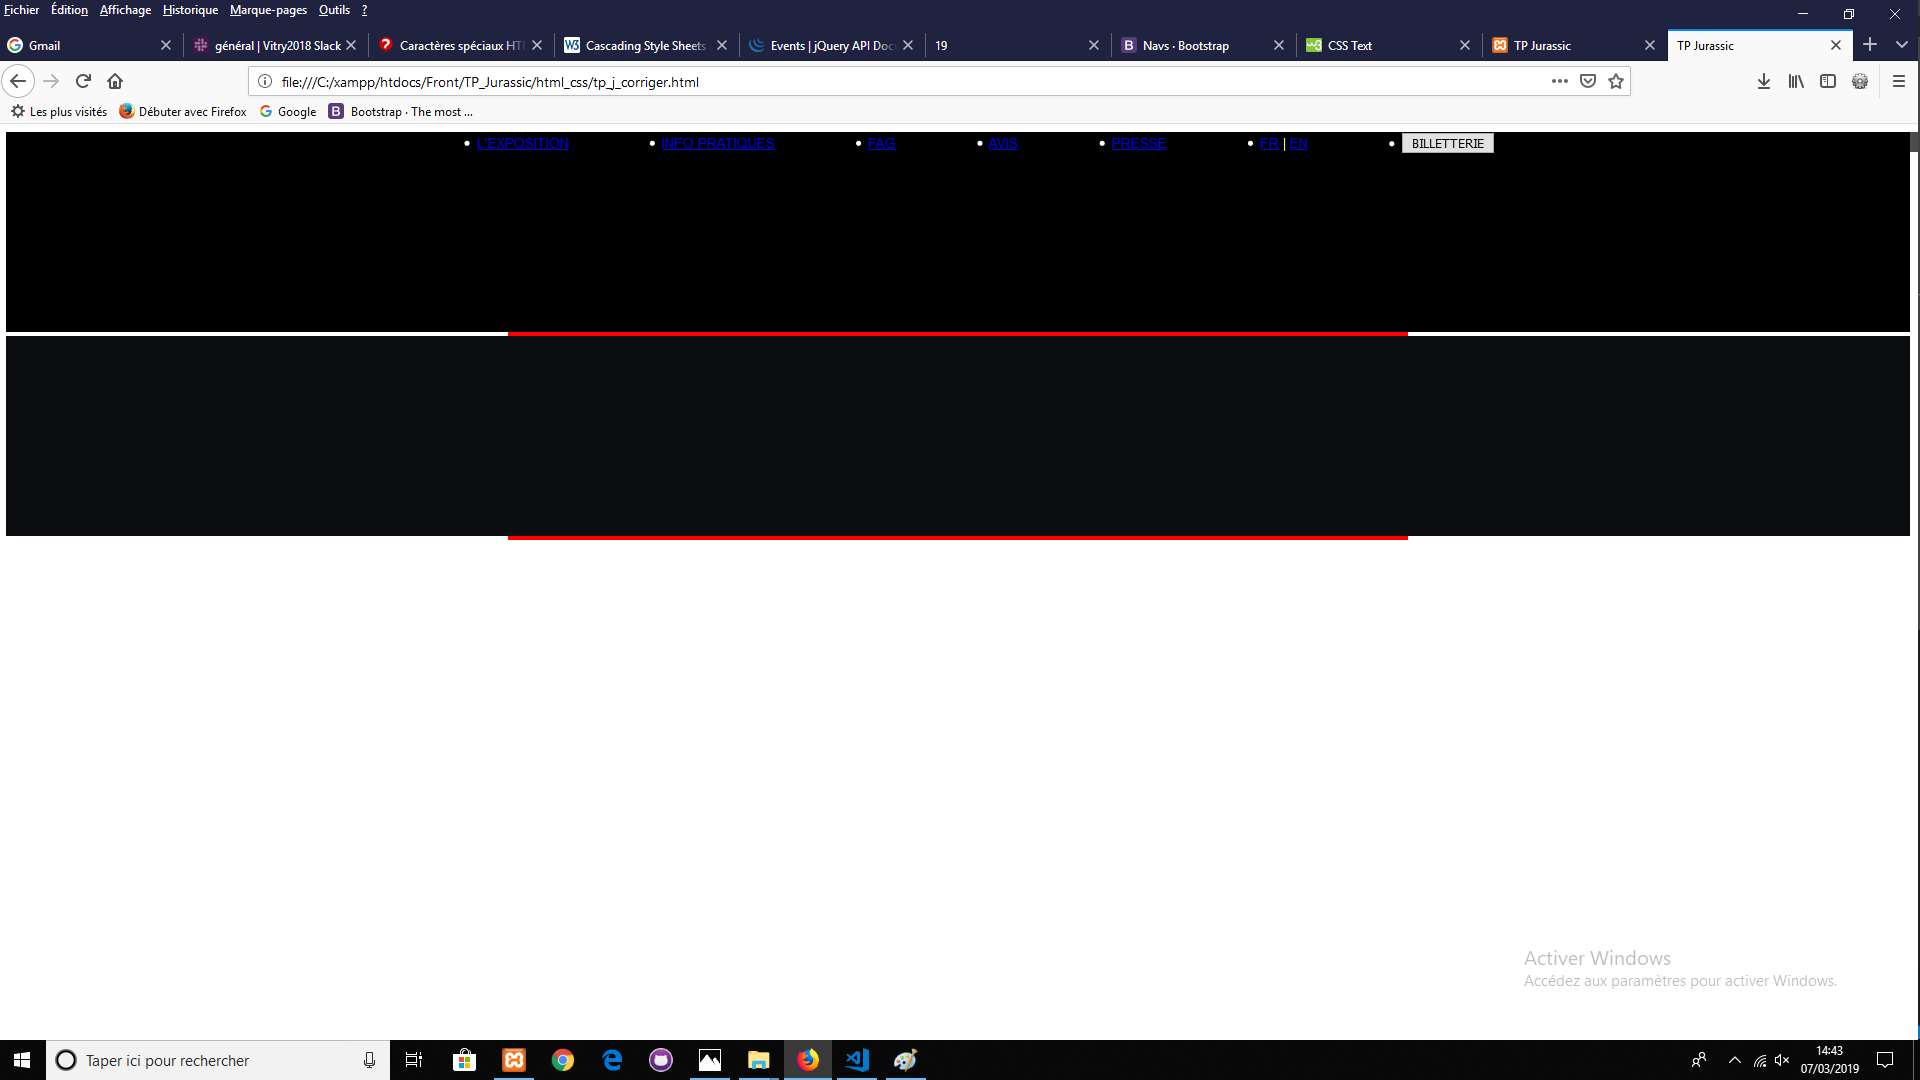 Fichier Édition Affichage Historique Marque-pages Outils ?
Gmail
général | Vitry2018 Slack
Caractères spéciaux HT
Cascading Style Sheets
Events | jQuery API Doc
19
Navs · Bootstrap
CSS Text
TP Jurassic
TP Jurassic
file:///C:/xampp/htdocs/Front/TP_Jurassic/html_css/tp_j_corriger.html
Les plus visités
Débuter avec Firefox
Google
Bootstrap · The most ...
L'EXPOSITION
INFO PRATIQUES
FAG
AVIS
PRESSE
FR | EN
BILLETTERIE
Activer Windows
Accédez aux paramètres pour activer Windows.
Taper ici pour rechercher
14:43
07/03/2019